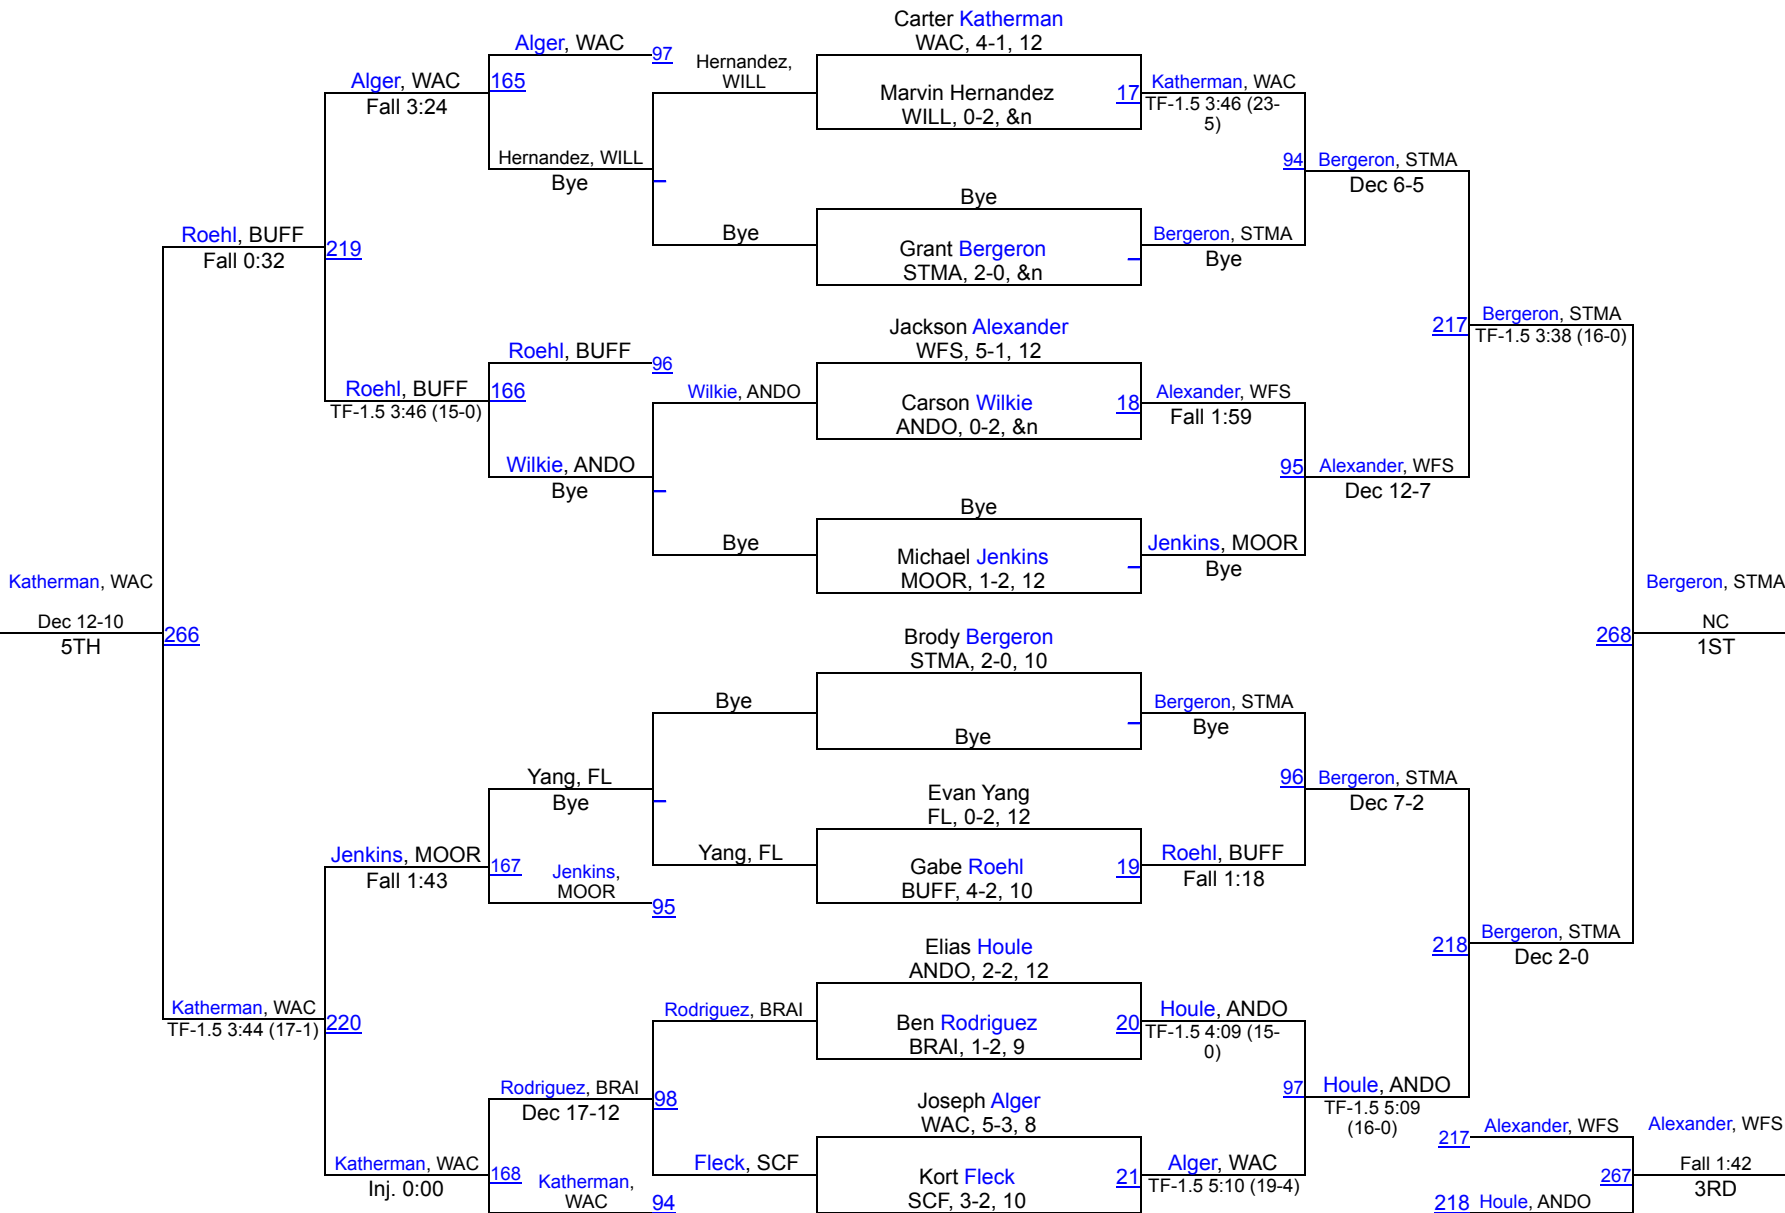 Carter Katherman
WAC, 4-1, 12
Marvin Hernandez
WILL, 0-2, &n
17
Bye
Grant Bergeron
STMA, 2-0, &n
Jackson Alexander
WFS, 5-1, 12
Carson Wilkie
ANDO, 0-2, &n
18
Bye
Michael Jenkins
MOOR, 1-2, 12
Brody Bergeron
STMA, 2-0, 10
Bye
Evan Yang
FL, 0-2, 12
Gabe Roehl
BUFF, 4-2, 10
19
Elias Houle
ANDO, 2-2, 12
Ben Rodriguez
BRAI, 1-2, 9
20
Joseph Alger
WAC, 5-3, 8
Kort Fleck
SCF, 3-2, 10
21
Katherman, WAC
TF-1.5 3:46 (23-
5)
94
Bergeron, STMA
Bye
Alexander, WFS
Fall 1:59
95
Jenkins, MOOR
Bye
Bergeron, STMA
Bye
96
Roehl, BUFF
Fall 1:18
Houle, ANDO
TF-1.5 4:09 (15-
0)
97
Alger, WAC
TF-1.5 5:10 (19-4)
Bergeron, STMA
Dec 6-5
217
Alexander, WFS
Dec 12-7
Bergeron, STMA
Dec 7-2
218
Houle, ANDO
TF-1.5 5:09
(16-0)
Bergeron, STMA
TF-1.5 3:38 (16-0)
268
Bergeron, STMA
Dec 2-0
Bergeron, STMA
NC
1ST
217
Alexander, WFS
267
218
Houle, ANDO
Alexander, WFS
Fall 1:42
3RD
Hernandez,
WILL
Bye
Wilkie, ANDO
Bye
Bye
Yang, FL
Rodriguez, BRAI
98
Fleck, SCF
Alger, WAC
97
165
Hernandez, WILL
Bye
Roehl, BUFF
96
166
Wilkie, ANDO
Bye
Yang, FL
Bye
167
Jenkins,
MOOR
95
Rodriguez, BRAI
Dec 17-12
168
Katherman,
WAC
94
Alger, WAC
Fall 3:24
219
Roehl, BUFF
TF-1.5 3:46 (15-0)
Jenkins, MOOR
Fall 1:43
220
Katherman, WAC
Inj. 0:00
Roehl, BUFF
Fall 0:32
266
Katherman, WAC
TF-1.5 3:44 (17-1)
Katherman, WAC
Dec 12-10
5TH